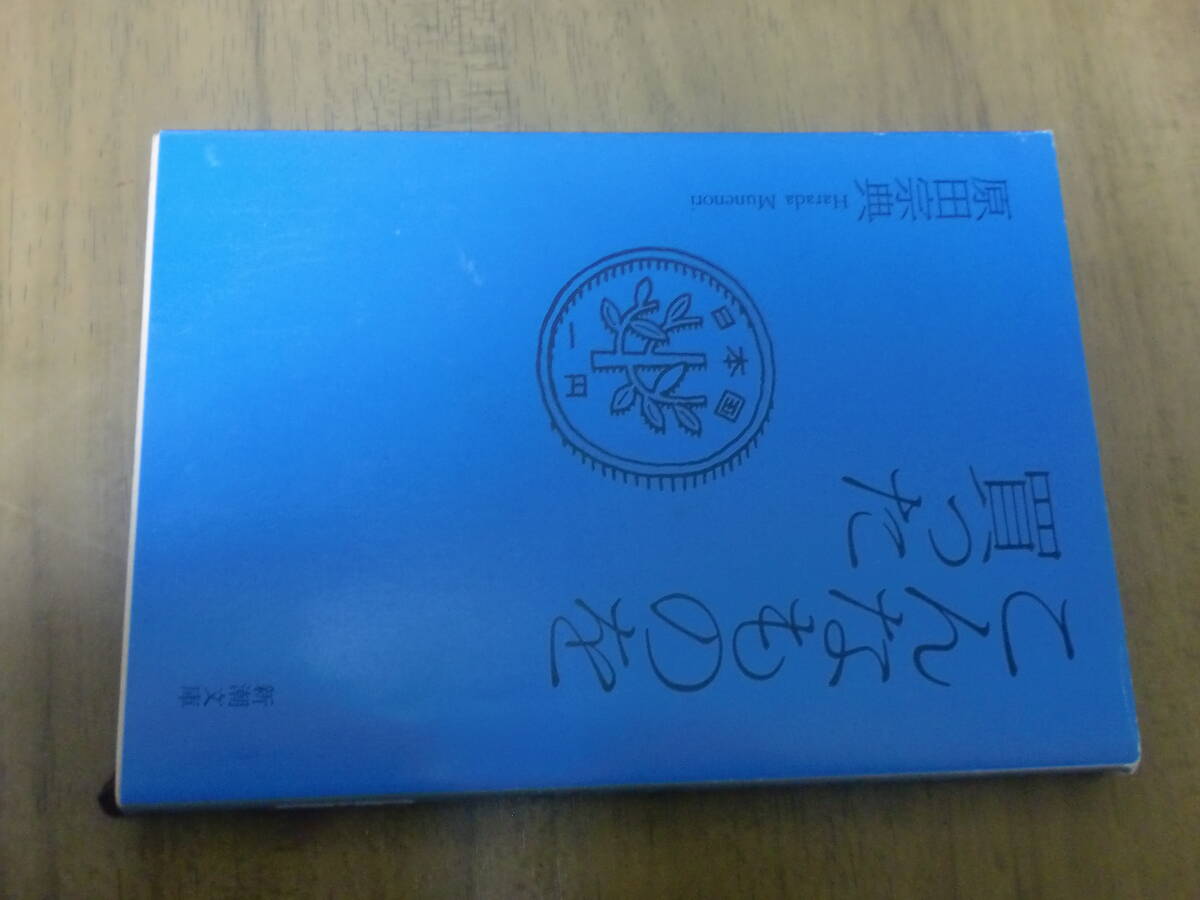 こんなものを
買った
原田宗典
Harada Munenori
日本国
一円
新潮文庫